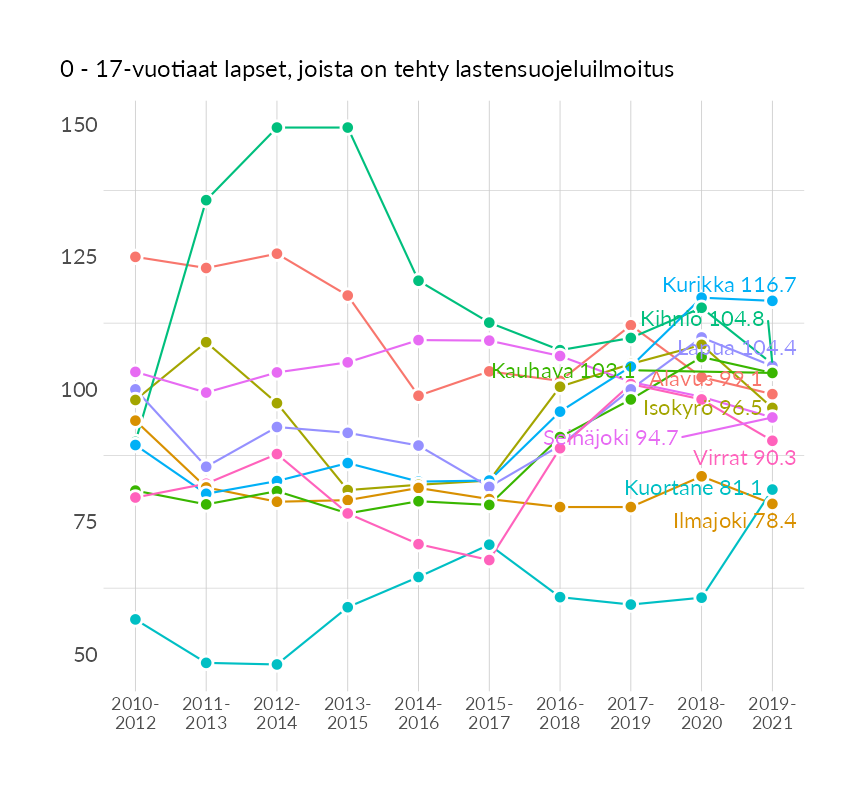 0 - 17-vuotiaat lapset, joista on tehty lastensuojeluilmoitus
150
125
100
75
50
Kurikka 116.7
Kihniö 104.8
Lapua 104.4
Kauhava 103.1
Alavus 99.1
Isokyrö 96.5
Seinäjoki 94.7
Virrat 90.3
Kuortane 81.1
Ilmajoki 78.4
2010- 2011- 2012- 2013- 2014- 2015- 2016- 2017- 2018- 2019-
2012 2013 2014 2015 2016 2017 2018 2019 2020 2021